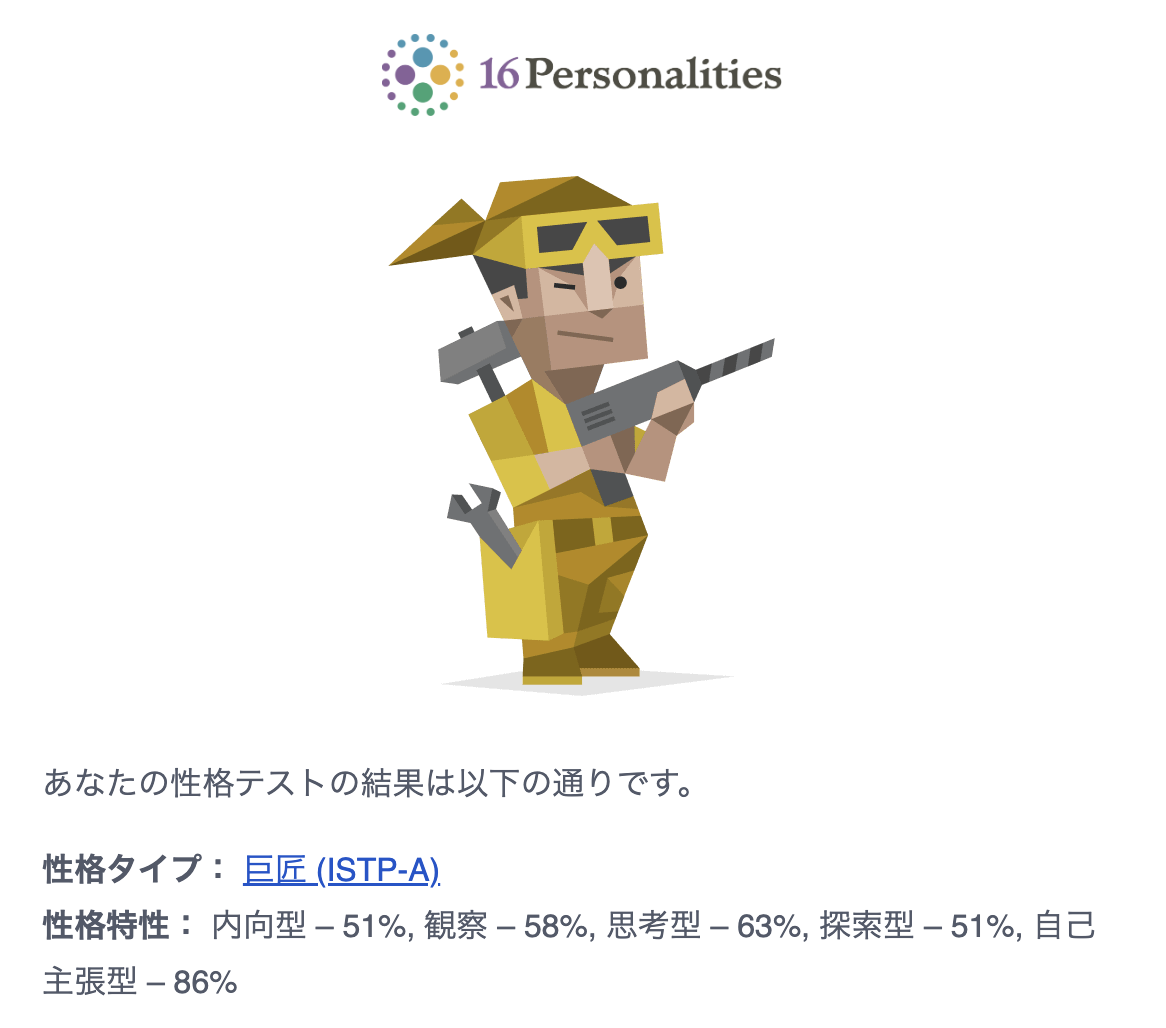 16Personalities
あなたの性格テストの結果は以下の通りです。
性格タイプ： 巨匠 (ISTP-A)
性格特性： 内向型 – 51%, 観察 – 58%, 思考型 – 63%, 探索型 – 51%, 自己
主張型 – 86%